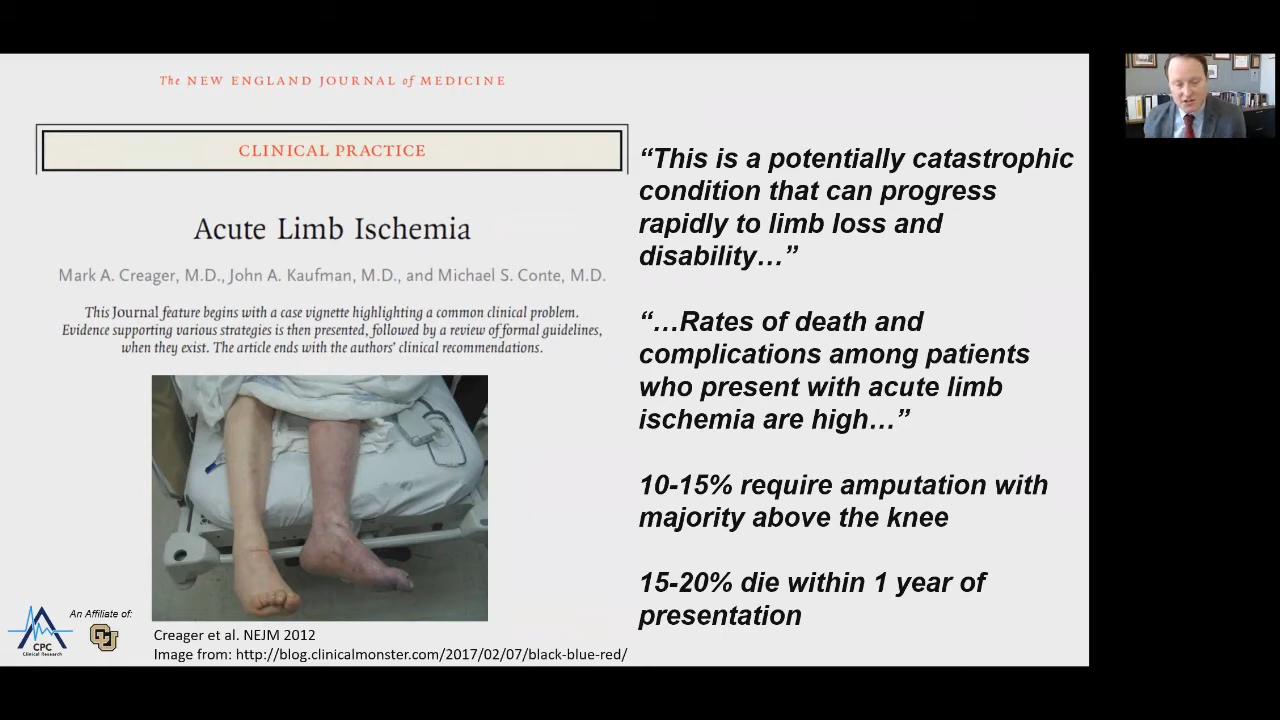 The NEW ENGLAND JOURNAL of MEDICINE
CLINICAL PRACTICE
Acute Limb Ischemia
Mark A. Creager, M.D., John A. Kaufman, M.D., and Michael S. Conte, M.D.
This Journal feature begins with a case vignette highlighting a common clinical problem.
Evidence supporting various strategies is then presented, followed by a review of formal guidelines,
when they exist. The article ends with the authors’ clinical recommendations.
“This is a potentially catastrophic
condition that can progress
rapidly to limb loss and
disability…”
“…Rates of death and
complications among patients
who present with acute limb
ischemia are high…”
10-15% require amputation with
majority above the knee
15-20% die within 1 year of
presentation
An Affiliate of:
CPC
Clinical Research
CU
Creager et al. NEJM 2012
Image from: http://blog.clinicalmonster.com/2017/02/07/black-blue-red/